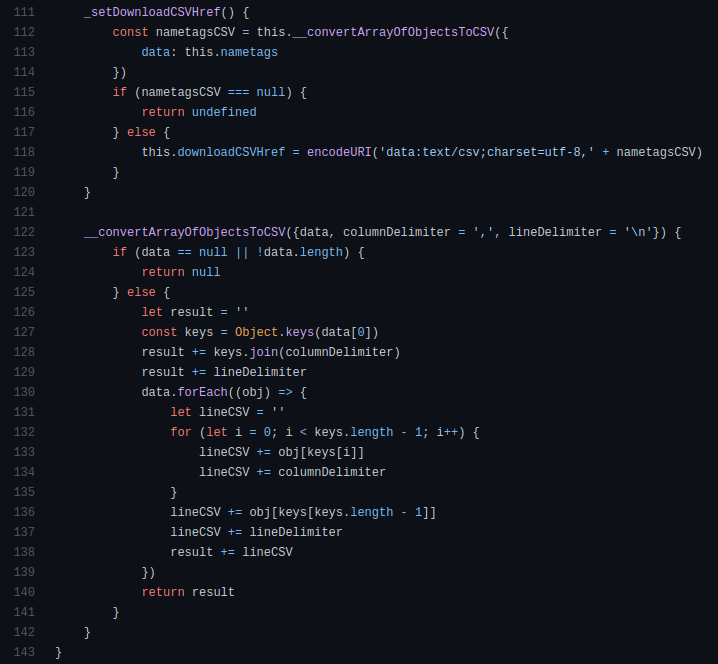 111     _setDownloadCSVHref() {
112         const nametagsCSV = this.__convertArrayOfObjectsToCSV({
113             data: this.nametags
114         })
115         if (nametagsCSV === null) {
116             return undefined
117         } else {
118             this.downloadCSVHref = encodeURI('data:text/csv;charset=utf-8,' + nametagsCSV)
119         }
120     }
121
122     __convertArrayOfObjectsToCSV({data, columnDelimiter = ',', lineDelimiter = '\n'}) {
123         if (data == null || !data.length) {
124             return null
125         } else {
126             let result = ''
127             const keys = Object.keys(data[0])
128             result += keys.join(columnDelimiter)
129             result += lineDelimiter
130             data.forEach((obj) => {
131                 let lineCSV = ''
132                 for (let i = 0; i < keys.length - 1; i++) {
133                     lineCSV += obj[keys[i]]
134                     lineCSV += columnDelimiter
135                 }
136                 lineCSV += obj[keys[keys.length - 1]]
137                 lineCSV += lineDelimiter
138                 result += lineCSV
139             })
140             return result
141         }
142     }
143 }